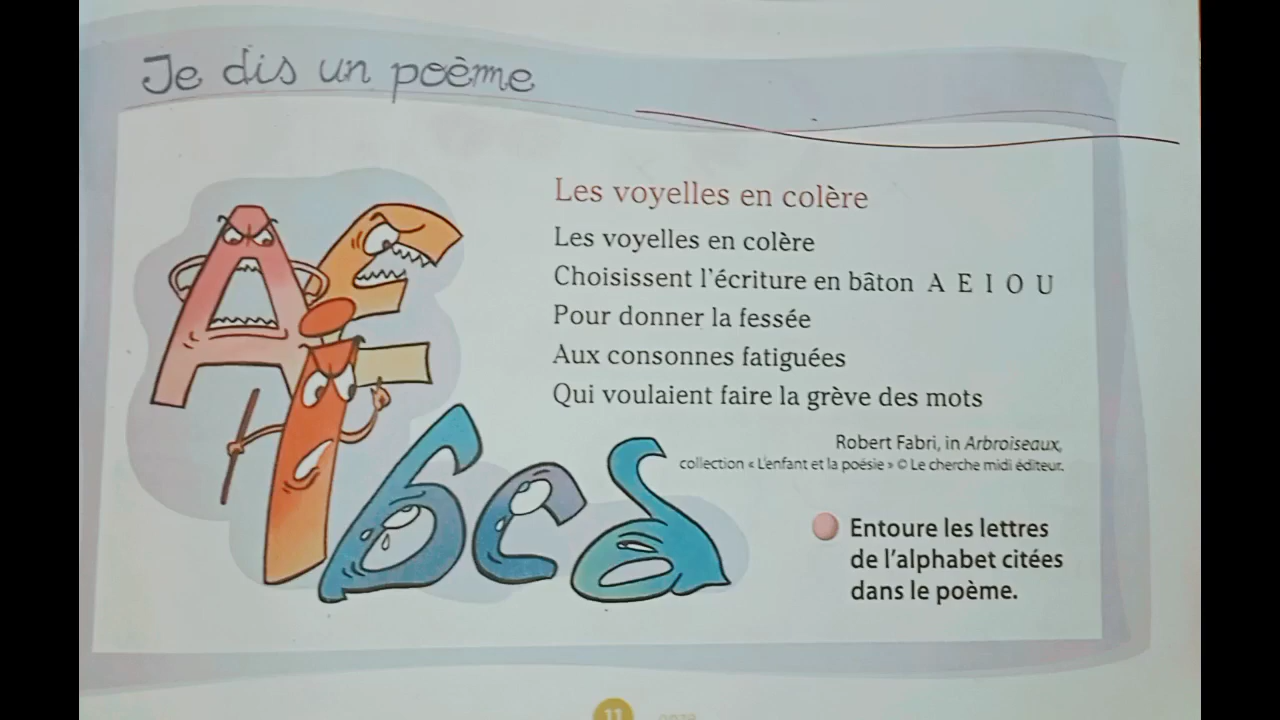 Je dis un poème
Les voyelles en colère
Les voyelles en colère
Choisissent l'écriture en bâton A E I O U
Pour donner la fessée
Aux consonnes fatiguées
Qui voulaient faire la grève des mots
Robert Fabri, in Arbroiseaux,
collection « L'enfant et la poésie » © Le cherche midi éditeur.
Entoure les lettres
de l'alphabet citées
dans le poème.
A E I b c d
11 onze